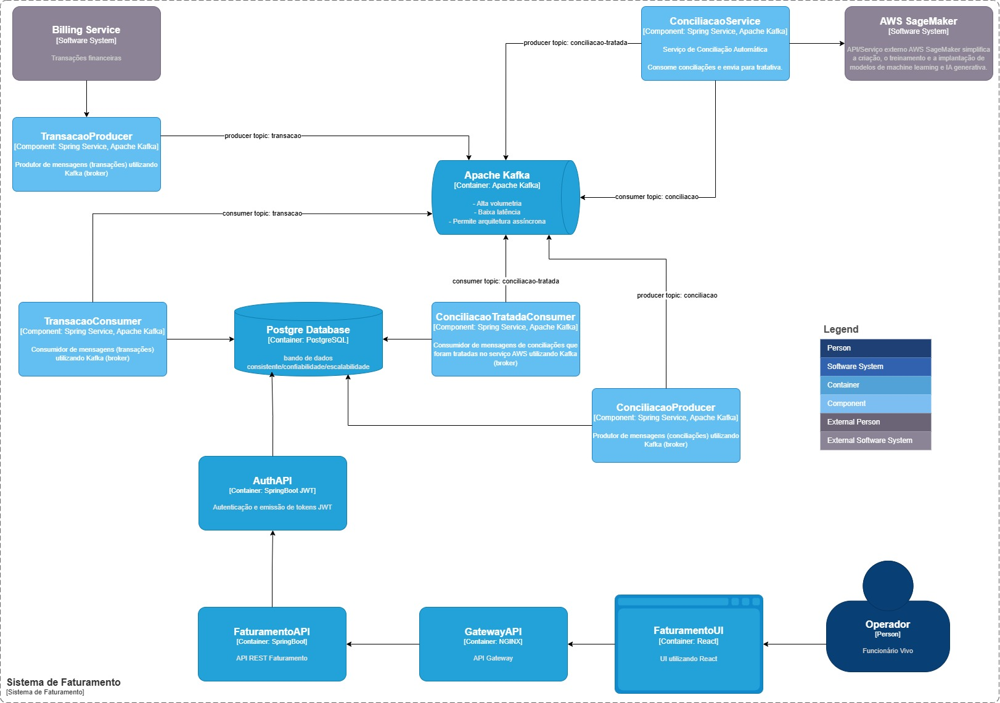 Billing Service
[Software System]
Transações financeiras
ConciliacaoService
[Component: Spring Service, Apache Kafka]
Serviço de Conciliação Automática
Consome conciliações e envia para tratativa.
AWS SageMaker
[Software System]
API/Serviço externo AWS SageMaker simplifica
a criação, o treinamento e a implantação de
modelos de machine learning e IA generativa.
producer topic: conciliacao-tratada
TransacaoProducer
[Component: Spring Service, Apache Kafka]
Produtor de mensagens (transações) utilizando
Kafka (broker)
producer topic: transacao
Apache Kafka
[Container: Apache Kafka]
- Alta volumetria
- Baixa latência
- Permite arquitetura assíncrona
consumer topic: conciliacao
consumer topic: transacao
consumer topic: conciliacao-tratada
producer topic: conciliacao
TransacaoConsumer
[Component: Spring Service, Apache Kafka]
Consumidor de mensagens (transações)
utilizando Kafka (broker)
Postgre Database
[Container: PostgreSQL]
bando de dados
consistente/confiabilidade/escalabilidade
ConciliacaoTratadaConsumer
[Component: Spring Service, Apache Kafka]
Consumidor de mensagens de conciliações que
foram tratadas no serviço AWS utilizando Kafka
(broker)
Legend
Person
Software System
Container
Component
External Person
External Software System
ConciliacaoProducer
[Component: Spring Service, Apache Kafka]
Produtor de mensagens (conciliações) utilizando
Kafka (broker)
AuthAPI
[Container: SpringBoot JWT]
Autenticação e emissão de tokens JWT
FaturamentoAPI
[Container: SpringBoot]
API REST Faturamento
GatewayAPI
[Container: NGINX]
API Gateway
FaturamentoUI
[Container: React]
UI utilizando React
Operador
[Person]
Funcionário Vivo
Sistema de Faturamento
[Sistema de Faturamento]